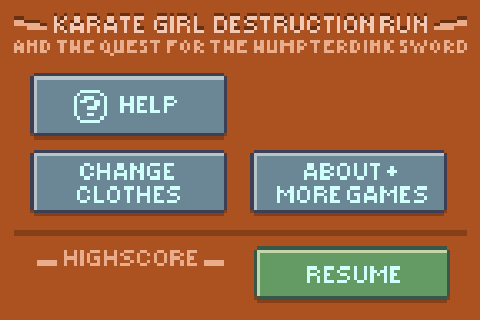 KARATE GIRL DESTRUCTION RUN
AND THE QUEST FOR THE HUMPTERDINK SWORD
? HELP
CHANGE
CLOTHES
ABOUT +
MORE GAMES
HIGHSCORE
RESUME